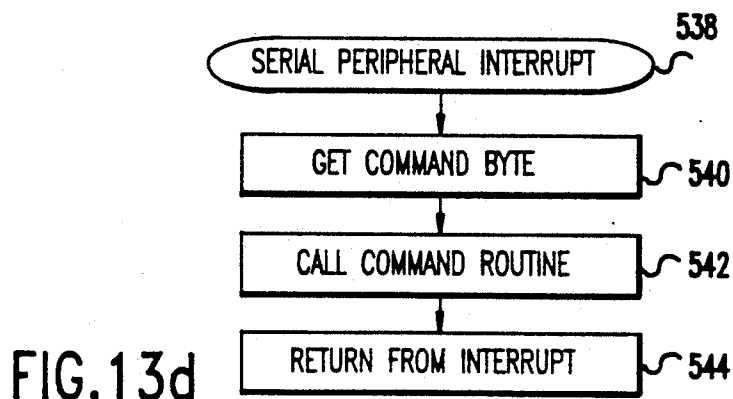 538
SERIAL PERIPHERAL INTERRUPT
GET COMMAND BYTE
540
CALL COMMAND ROUTINE
542
RETURN FROM INTERRUPT
544
FIG.13d